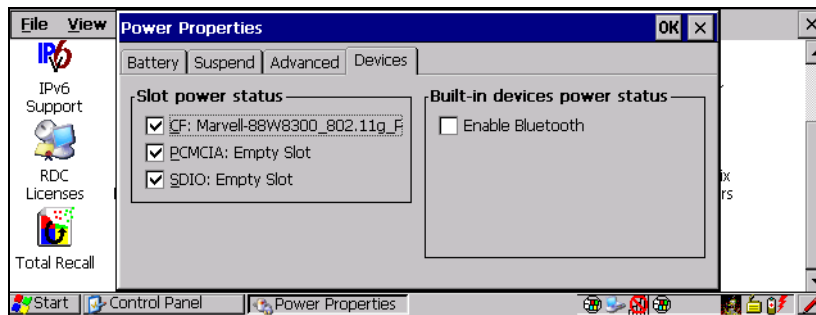 File View
Power Properties OK
Battery Suspend Advanced Devices
Slot power status
CF: Marvell-88W8300_802.11g_F
PCMCIA: Empty Slot
SDIO: Empty Slot
Built-in devices power status
Enable Bluetooth
IPv6
Support
RDC
Licenses
Total Recall
ix
rs
Start Control Panel Power Properties